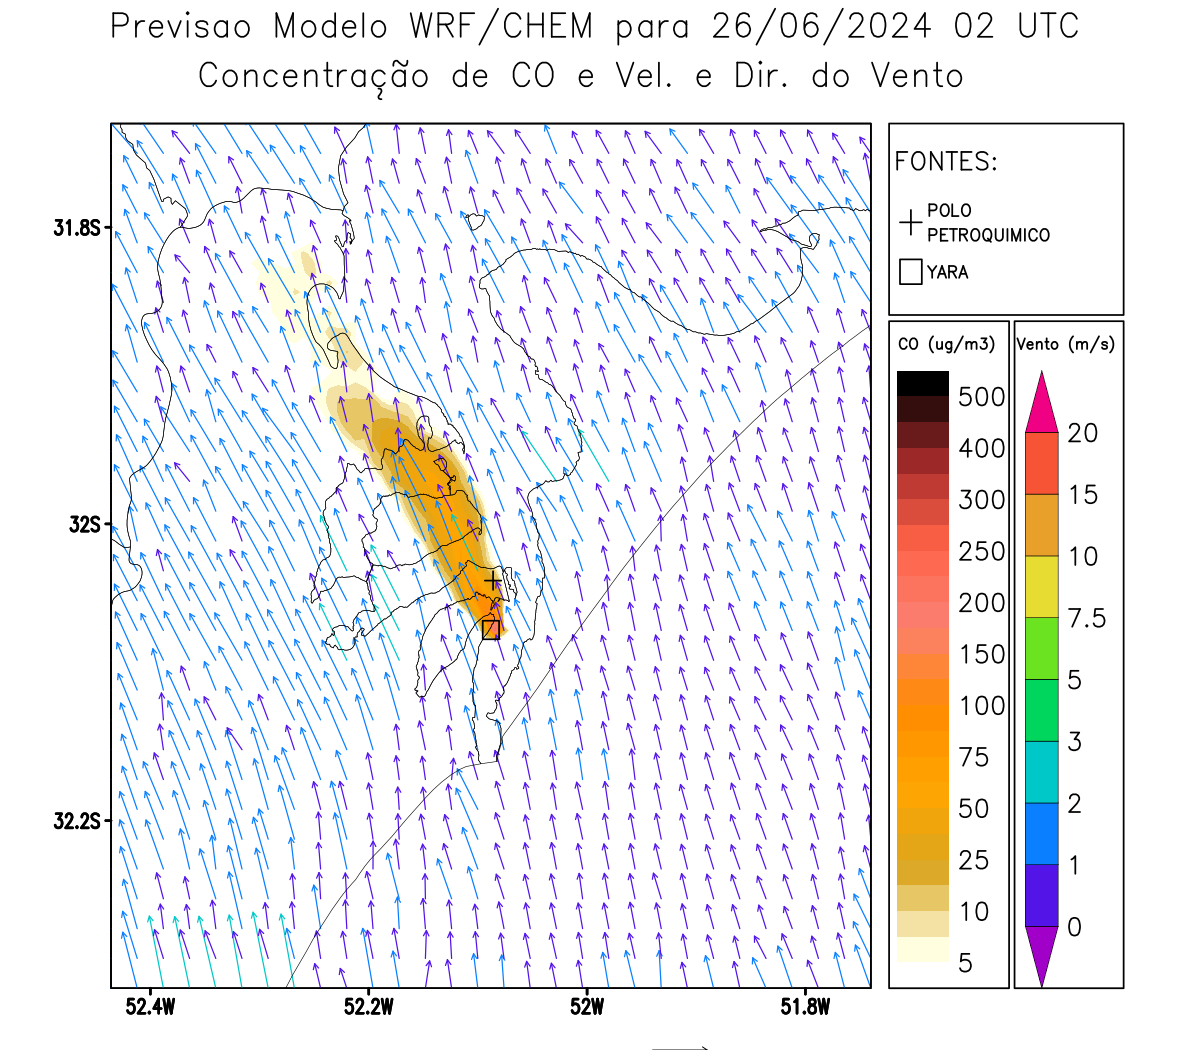 Previsao Modelo WRF/CHEM para 26/06/2024 02 UTC
Concentração de CO e Vel. e Dir. do Vento
FONTES:
POLO
PETROQUIMICO
YARA
31.8S
32S
32.2S
52.4W
52.2W
52W
51.8W
CO (ug/m3)
500
400
300
250
200
150
100
75
50
25
10
5
Vento (m/s)
20
15
10
7.5
5
3
2
1
0